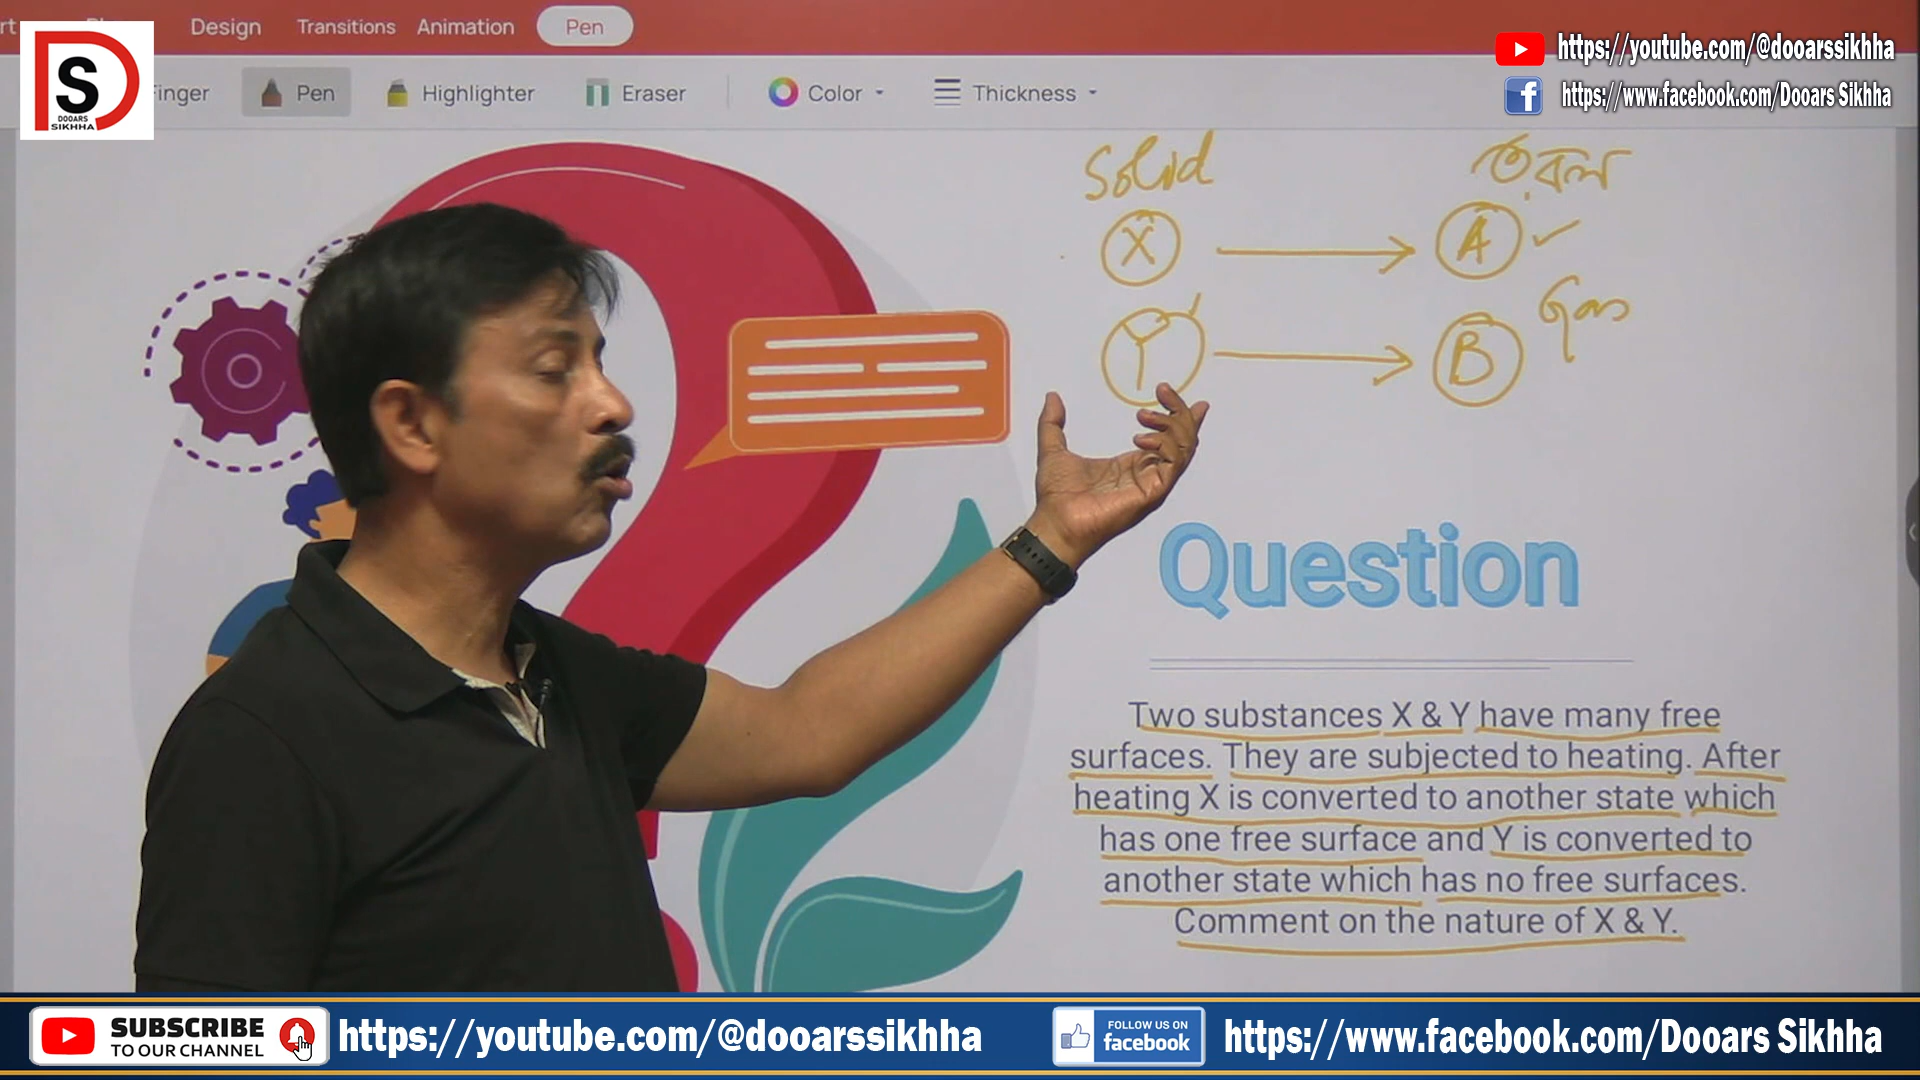 Design Transitions Animation Pen
https://youtube.com/@dooarssikhha
https://www.facebook.com/Dooars Sikhha
DS
DOOARS
SIKHHA
Finger Pen Highlighter Eraser Color Thickness
Solid তরল
X A
Gas
Y B
Question
Two substances X & Y have many free
surfaces. They are subjected to heating. After
heating X is converted to another state which
has one free surface and Y is converted to
another state which has no free surfaces.
Comment on the nature of X & Y.
SUBSCRIBE
TO OUR CHANNEL
https://youtube.com/@dooarssikhha
FOLLOW US ON
facebook
https://www.facebook.com/Dooars Sikhha